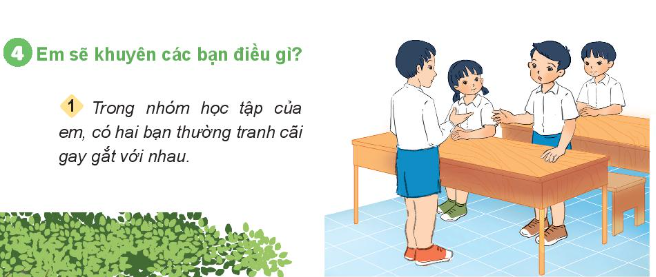 4 Em sẽ khuyên các bạn điều gì?
1 Trong nhóm học tập của
em, có hai bạn thường tranh cãi
gay gắt với nhau.